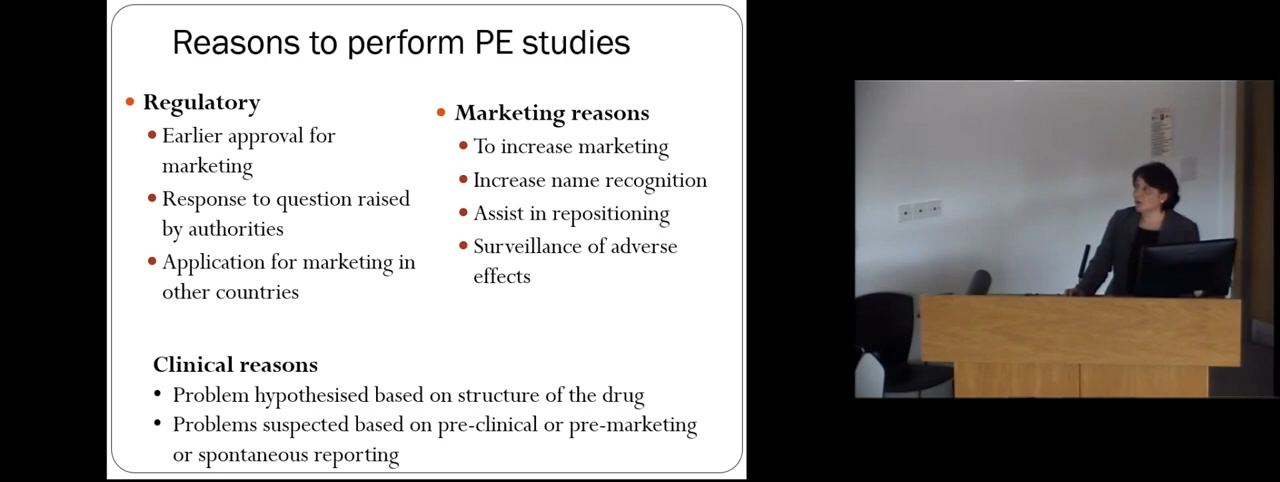 Reasons to perform PE studies
• Regulatory
• Earlier approval for
marketing
• Response to question raised
by authorities
• Application for marketing in
other countries
• Marketing reasons
• To increase marketing
• Increase name recognition
• Assist in repositioning
• Surveillance of adverse
effects
Clinical reasons
• Problem hypothesised based on structure of the drug
• Problems suspected based on pre-clinical or pre-marketing
or spontaneous reporting